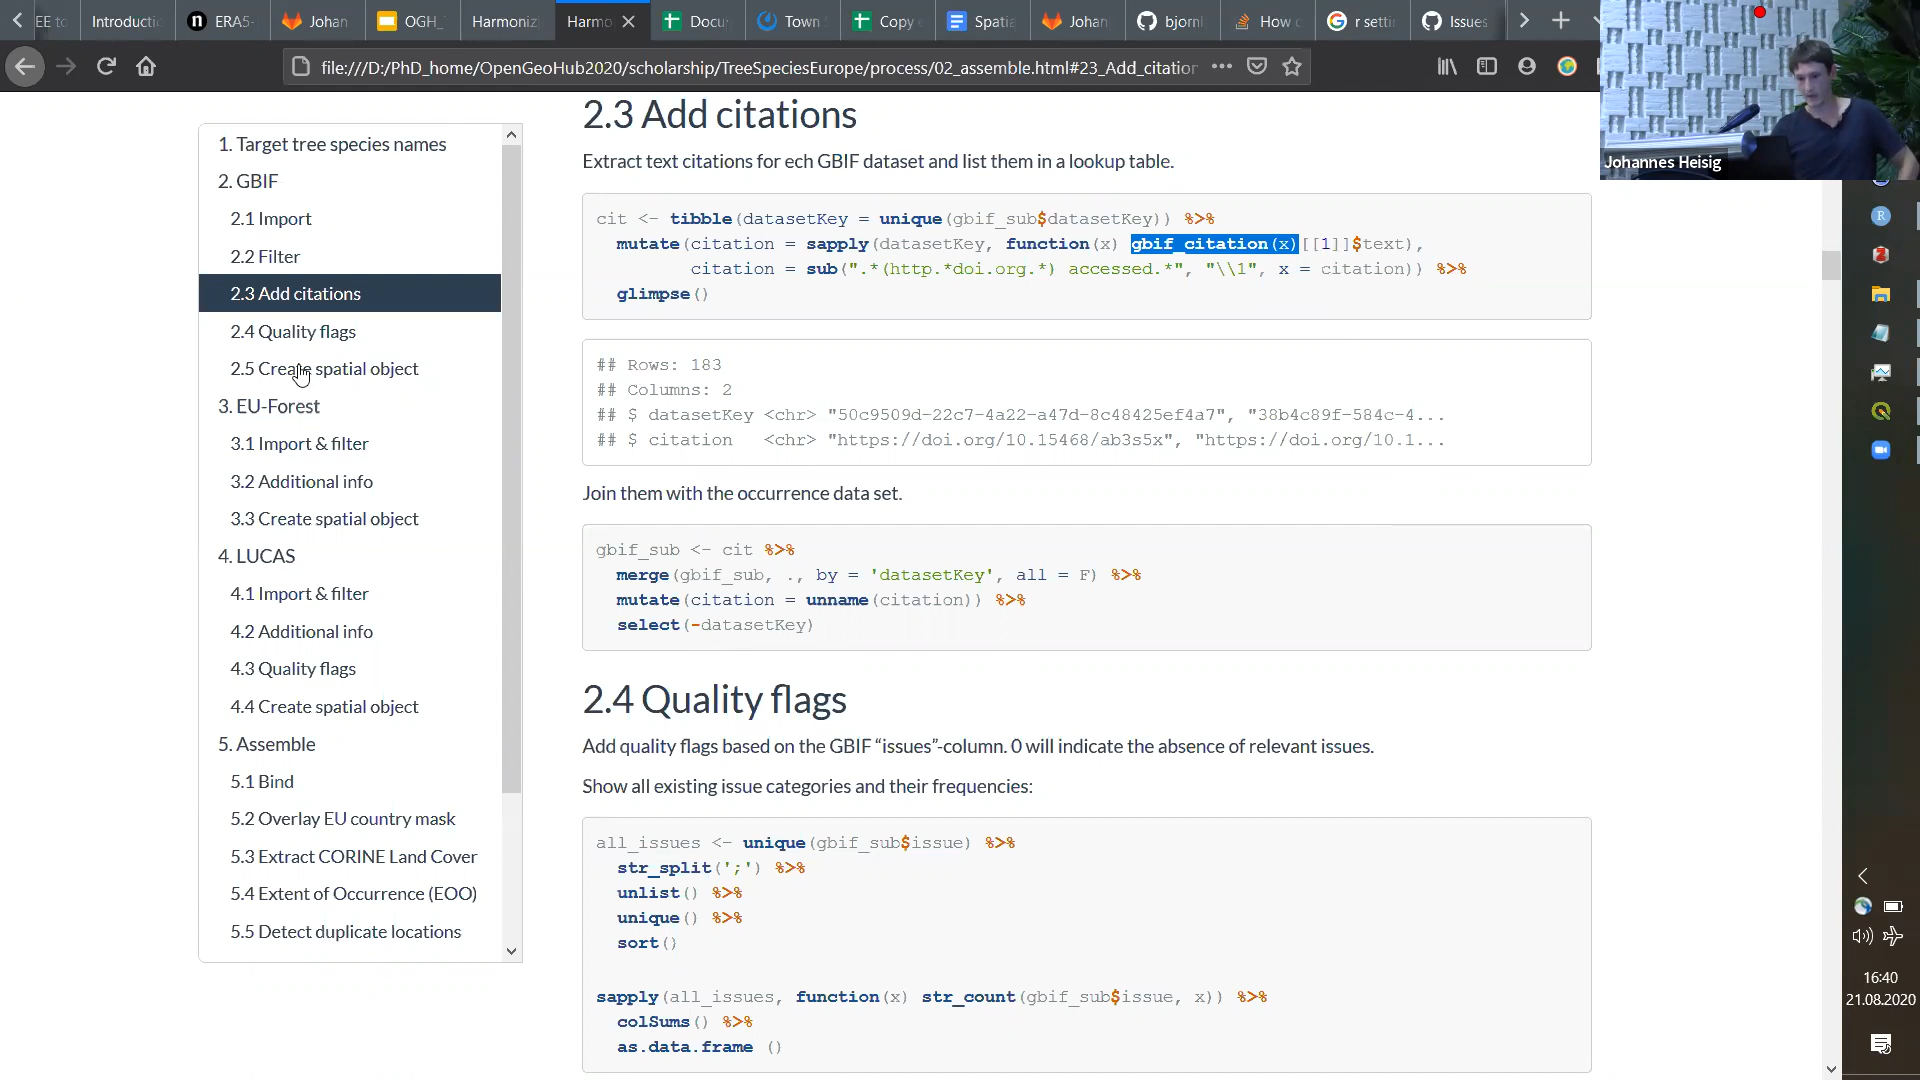 EE to
Introducti
ERA5-
Johan
OGH_
Harmoniz
Harmo
Docu
Town
Copy
Spatia
Johan
bjornl
How
r setti
Issues
file:///D:/PhD_home/OpenGeoHub2020/scholarship/TreeSpeciesEurope/process/02_assemble.html#23_Add_citatior
Johannes Heisig
1. Target tree species names
2. GBIF
2.1 Import
2.2 Filter
2.3 Add citations
2.4 Quality flags
2.5 Create spatial object
3. EU-Forest
3.1 Import & filter
3.2 Additional info
3.3 Create spatial object
4. LUCAS
4.1 Import & filter
4.2 Additional info
4.3 Quality flags
4.4 Create spatial object
5. Assemble
5.1 Bind
5.2 Overlay EU country mask
5.3 Extract CORINE Land Cover
5.4 Extent of Occurrence (EOO)
5.5 Detect duplicate locations
2.3 Add citations
Extract text citations for ech GBIF dataset and list them in a lookup table.
cit <- tibble(datasetKey = unique(gbif_sub$datasetKey)) %>%
mutate(citation = sapply(datasetKey, function(x) gbif_citation(x)[[1]]$text),
citation = sub(".*(http.*doi.org.*) accessed.*", "\\1", x = citation)) %>%
glimpse()
## Rows: 183
## Columns: 2
## $ datasetKey <chr> "50c9509d-22c7-4a22-a47d-8c48425ef4a7", "38b4c89f-584c-4...
## $ citation   <chr> "https://doi.org/10.15468/ab3s5x", "https://doi.org/10.1...
Join them with the occurrence data set.
gbif_sub <- cit %>%
merge(gbif_sub, ., by = 'datasetKey', all = F) %>%
mutate(citation = unname(citation)) %>%
select(-datasetKey)
2.4 Quality flags
Add quality flags based on the GBIF “issues”-column. 0 will indicate the absence of relevant issues.
Show all existing issue categories and their frequencies:
all_issues <- unique(gbif_sub$issue) %>%
str_split(';') %>%
unlist() %>%
unique() %>%
sort()
sapply(all_issues, function(x) str_count(gbif_sub$issue, x)) %>%
colSums() %>%
as.data.frame ()
16:40
21.08.2020